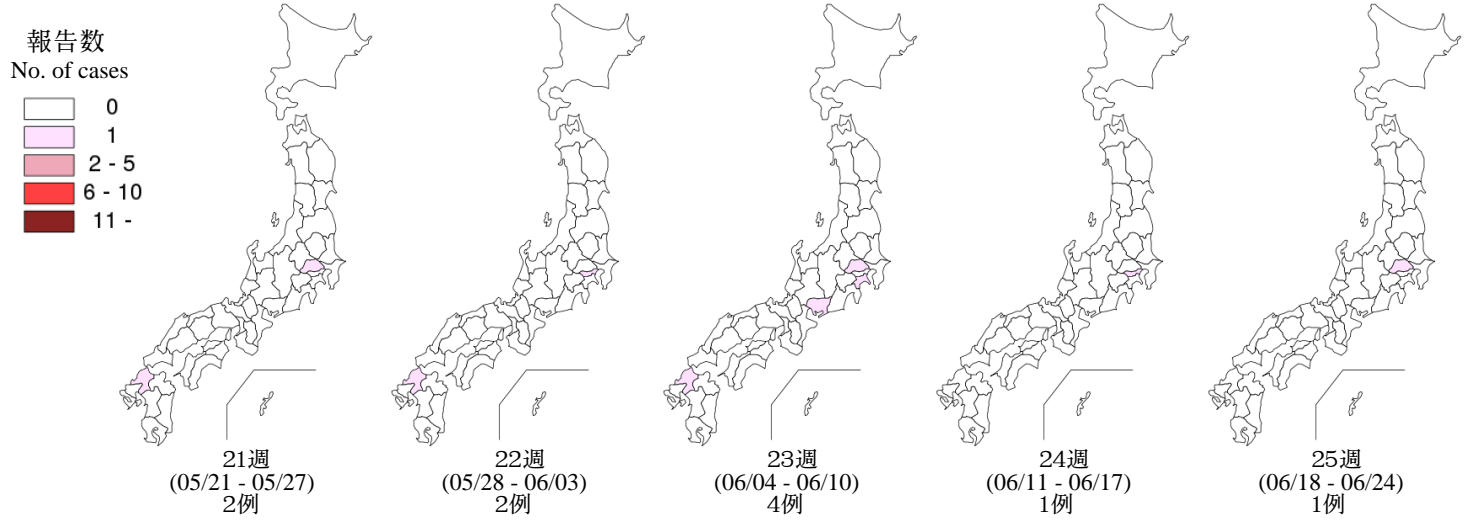 報告数
No. of cases
0
1
2 - 5
6 - 10
11 -
21週
(05/21 - 05/27)
2例
22週
(05/28 - 06/03)
2例
23週
(06/04 - 06/10)
4例
24週
(06/11 - 06/17)
1例
25週
(06/18 - 06/24)
1例